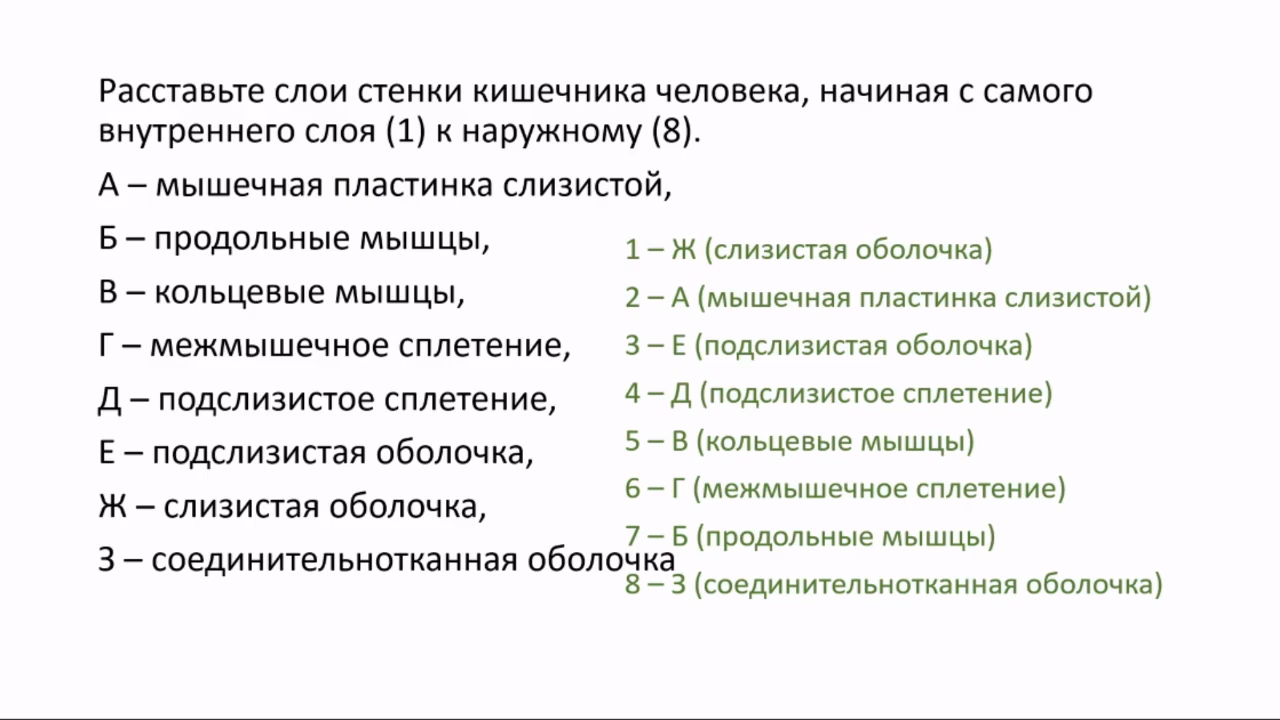 Расставьте слои стенки кишечника человека, начиная с самого
внутреннего слоя (1) к наружному (8).
А – мышечная пластинка слизистой,
Б – продольные мышцы,
В – кольцевые мышцы,
Г – межмышечное сплетение,
Д – подслизистое сплетение,
Е – подслизистая оболочка,
Ж – слизистая оболочка,
З – соединительнотканная оболочка
1 – Ж (слизистая оболочка)
2 – А (мышечная пластинка слизистой)
3 – Е (подслизистая оболочка)
4 – Д (подслизистое сплетение)
5 – В (кольцевые мышцы)
6 – Г (межмышечное сплетение)
7 – Б (продольные мышцы)
8 – З (соединительнотканная оболочка)